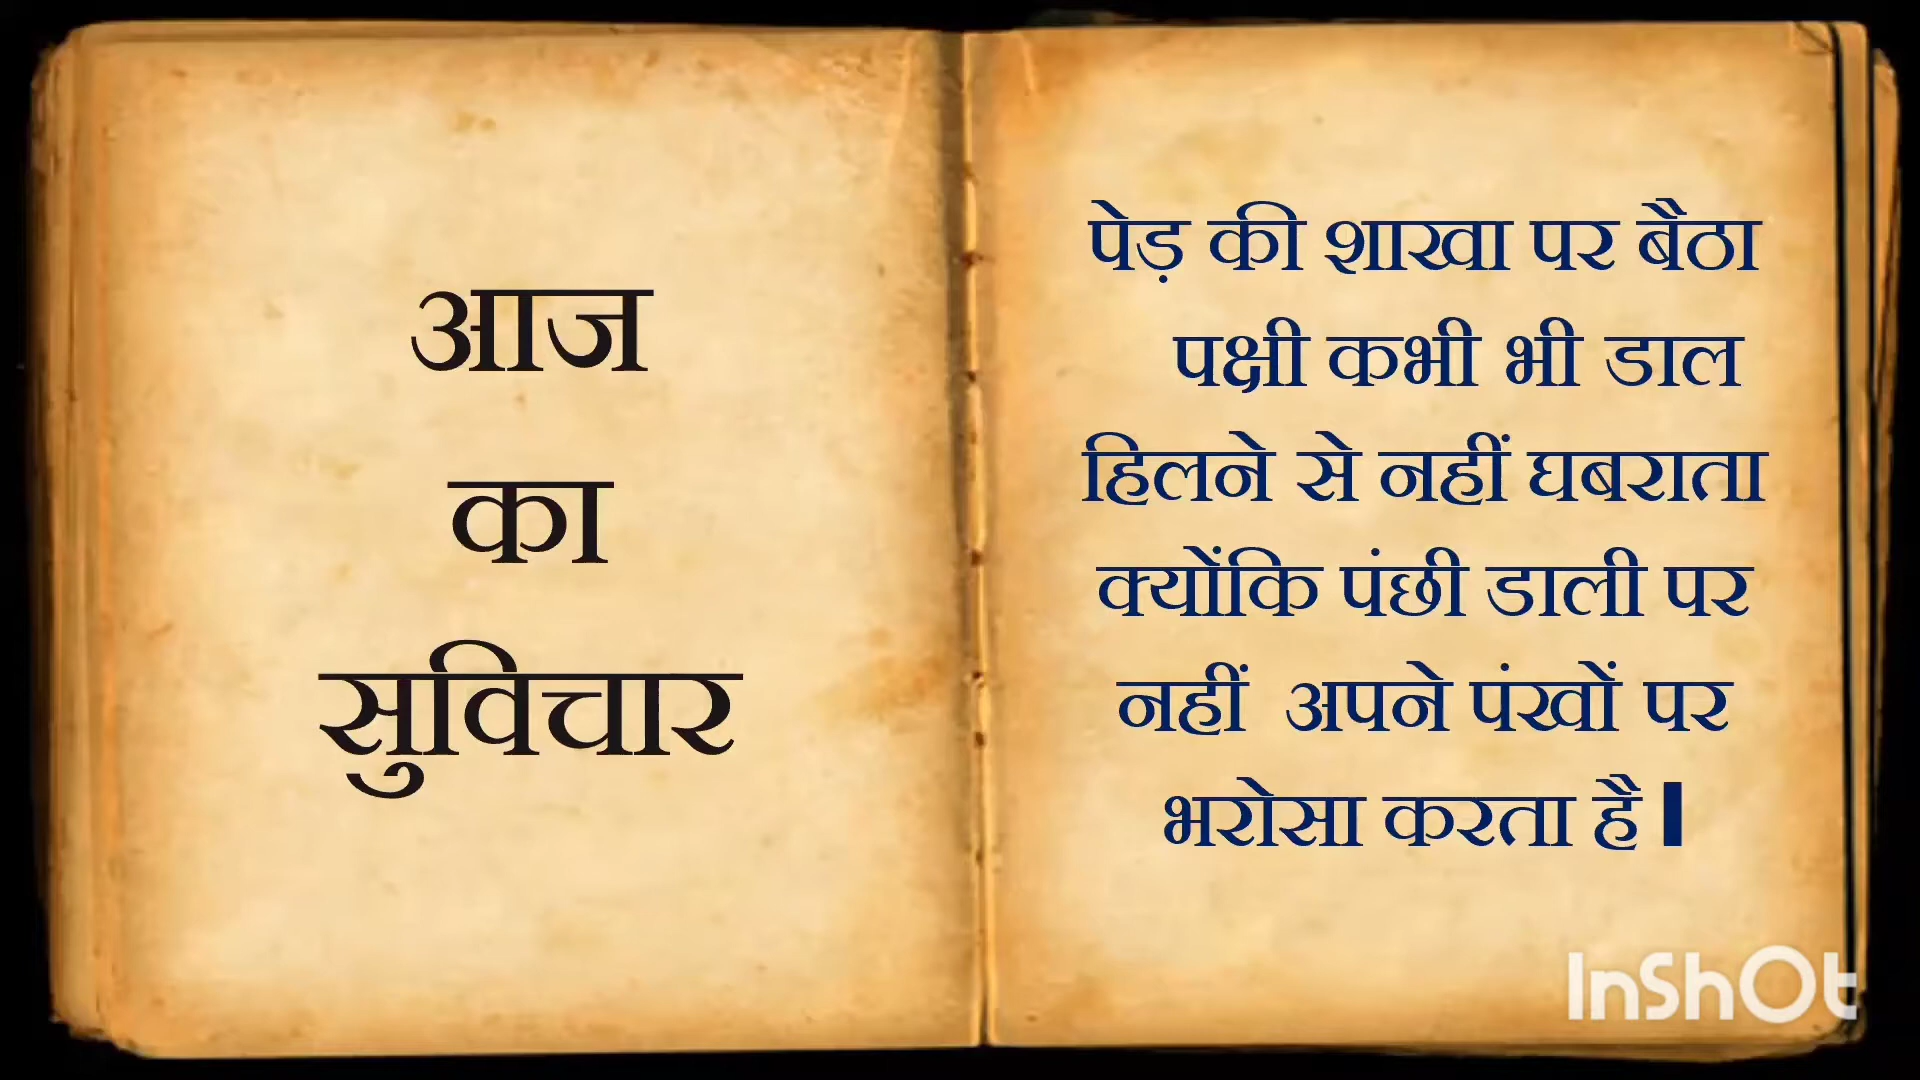 आज
का
सुविचार
पेड़ की शाखा पर बैठा
पक्षी कभी भी डाल
हिलने से नहीं घबराता
क्योंकि पंछी डाली पर
नहीं अपने पंखों पर
भरोसा करता है।
InShOt